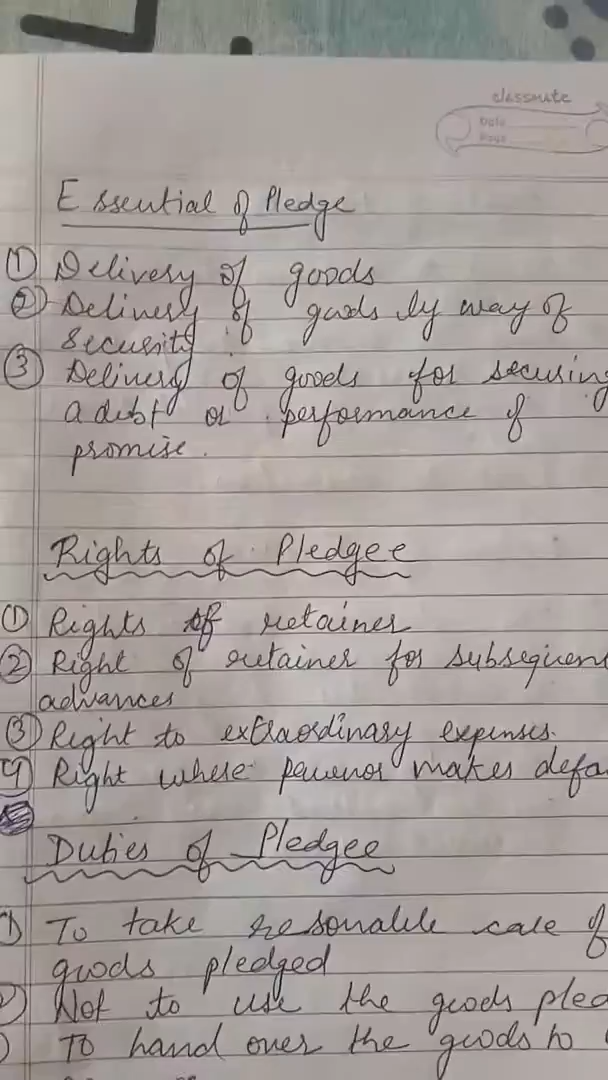 classmate
Date
Page
Essential of Pledge
① Delivery of goods
② Delivery of goods by way of
security.
③ Delivery of goods for securing
a debt or performance of
promise.
Rights of Pledgee
① Rights of retainer
② Right of retainer for subsequen
advances
③ Right to extraordinary expenses.
④ Right where pawnor makes defa
Duties of Pledgee
① To take resonable care of
goods pledged
Not to use the goods pled
To hand over the goods to